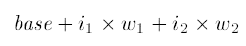 base + i₁ × w₁ + i₂ × w₂